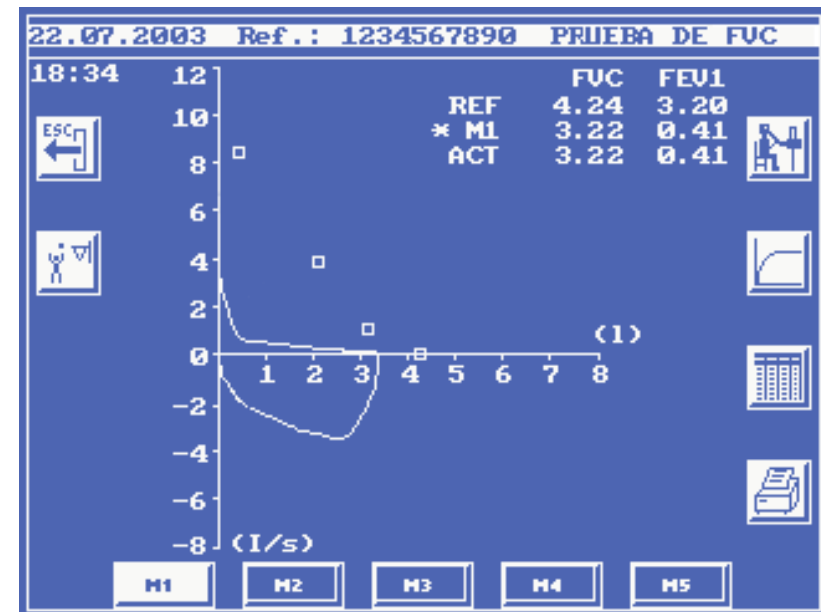 22.07.2003 Ref.: 1234567890 PRUEBA DE FVC
18:34
FVC FEV1
REF 4.24 3.20
* M1 3.22 0.41
ACT 3.22 0.41
ESC
12
10
8
6
4
2
0
-2
-4
-6
-8
(l)
1 2 3 4 5 6 7 8
(I/s)
M1 M2 M3 M4 M5